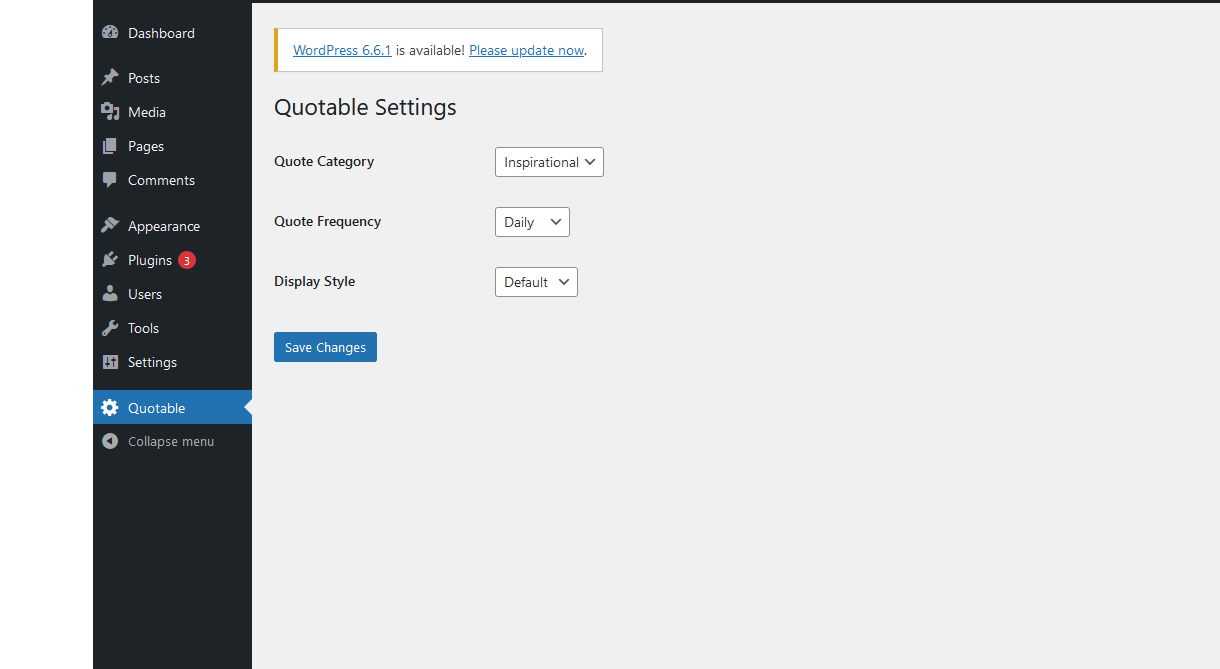 Dashboard
Posts
Media
Pages
Comments
Appearance
Plugins 3
Users
Tools
Settings
Quotable
Collapse menu
WordPress 6.6.1 is available! Please update now.
Quotable Settings
Quote Category Inspirational
Quote Frequency Daily
Display Style Default
Save Changes